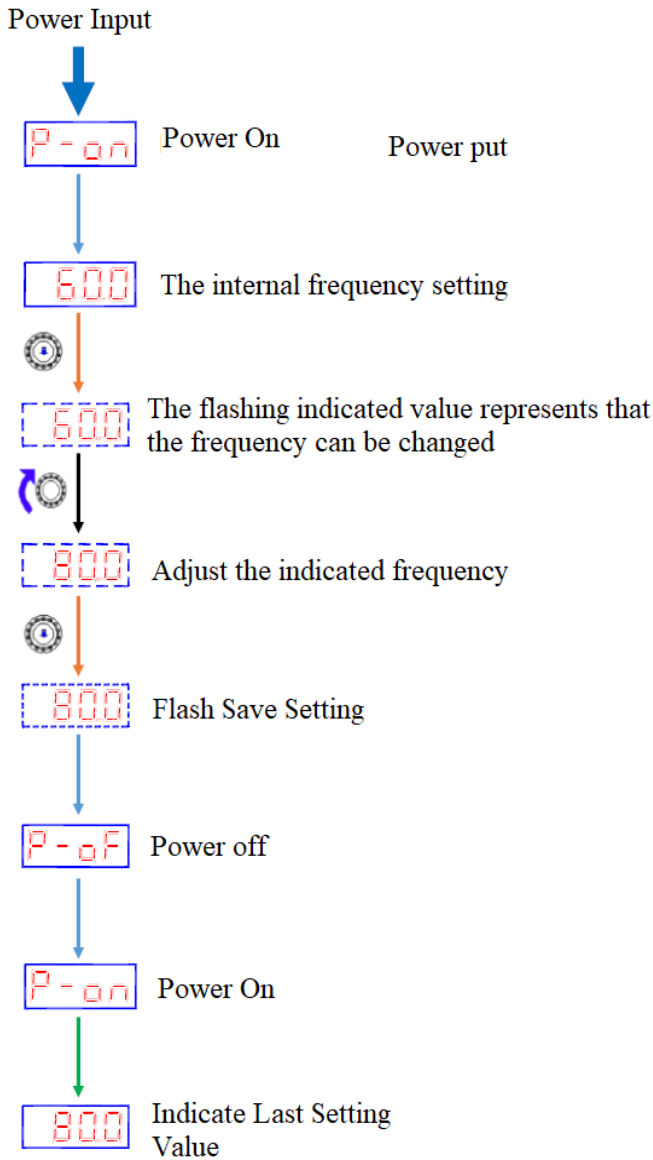 Power Input
P-on Power On Power put
60.0 The internal frequency setting
60.0 The flashing indicated value represents that
the frequency can be changed
80.0 Adjust the indicated frequency
80.0 Flash Save Setting
P-oF Power off
P-on Power On
80.0 Indicate Last Setting
Value